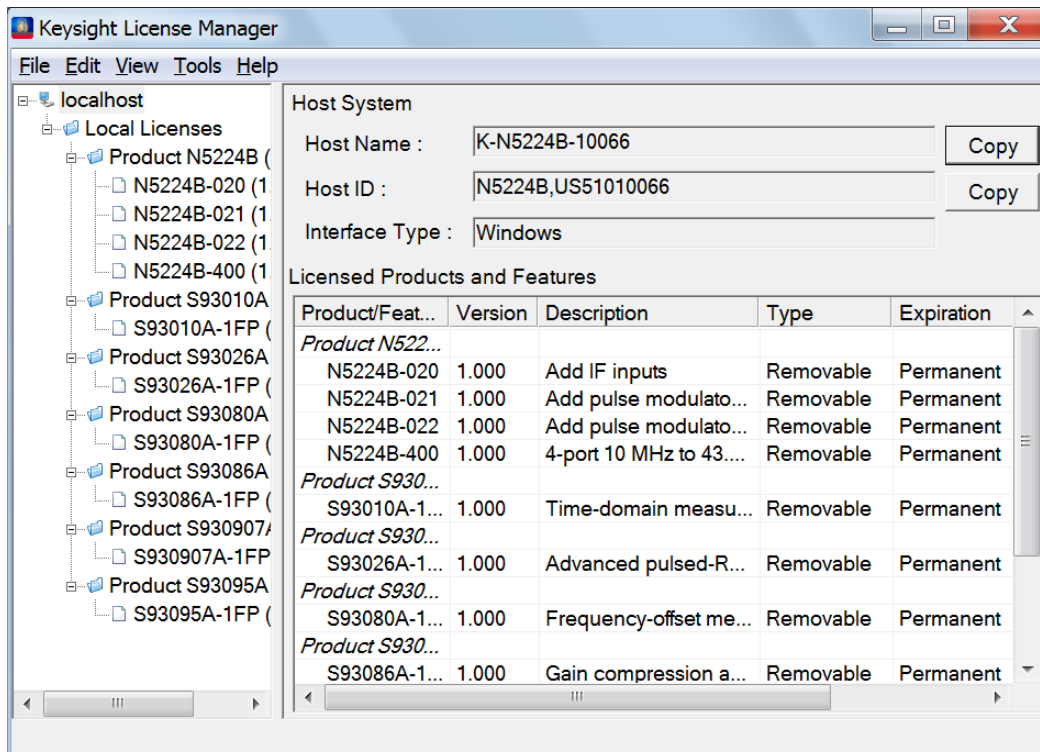 Keysight License Manager
File Edit View Tools Help
localhost
Local Licenses
Product N5224B (
N5224B-020 (1.
N5224B-021 (1.
N5224B-022 (1.
N5224B-400 (1.
Product S93010A
S93010A-1FP (
Product S93026A
S93026A-1FP (
Product S93080A
S93080A-1FP (
Product S93086A
S93086A-1FP (
Product S930907A
S930907A-1FP
Product S93095A
S93095A-1FP (
Host System
Host Name : K-N5224B-10066 Copy
Host ID : N5224B,US51010066 Copy
Interface Type : Windows
Licensed Products and Features
Product/Feat... Version Description Type Expiration
Product N522...
N5224B-020 1.000 Add IF inputs Removable Permanent
N5224B-021 1.000 Add pulse modulato... Removable Permanent
N5224B-022 1.000 Add pulse modulato... Removable Permanent
N5224B-400 1.000 4-port 10 MHz to 43.... Removable Permanent
Product S930...
S93010A-1... 1.000 Time-domain measu... Removable Permanent
Product S930...
S93026A-1... 1.000 Advanced pulsed-R... Removable Permanent
Product S930...
S93080A-1... 1.000 Frequency-offset me... Removable Permanent
Product S930...
S93086A-1... 1.000 Gain compression a... Removable Permanent